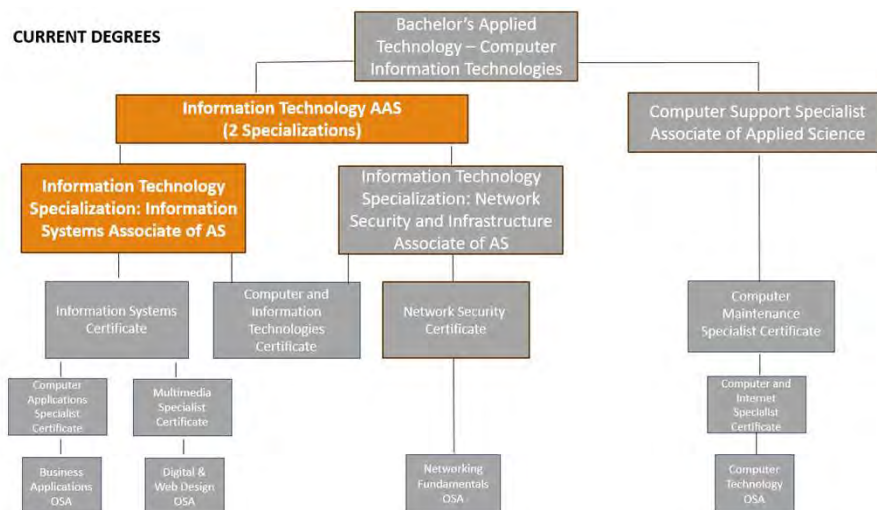 CURRENT DEGREES
Bachelor's Applied
Technology – Computer
Information Technologies
Information Technology AAS
(2 Specializations)
Computer Support Specialist
Associate of Applied Science
Information Technology
Specialization: Information
Systems Associate of AS
Information Technology
Specialization: Network
Security and Infrastructure
Associate of AS
Information Systems
Certificate
Computer and
Information
Technologies
Certificate
Network Security
Certificate
Computer
Maintenance
Specialist Certificate
Computer
Applications
Specialist
Certificate
Multimedia
Specialist
Certificate
Computer and
Internet
Specialist
Certificate
Business
Applications
OSA
Digital &
Web Design
OSA
Networking
Fundamentals
OSA
Computer
Technology
OSA